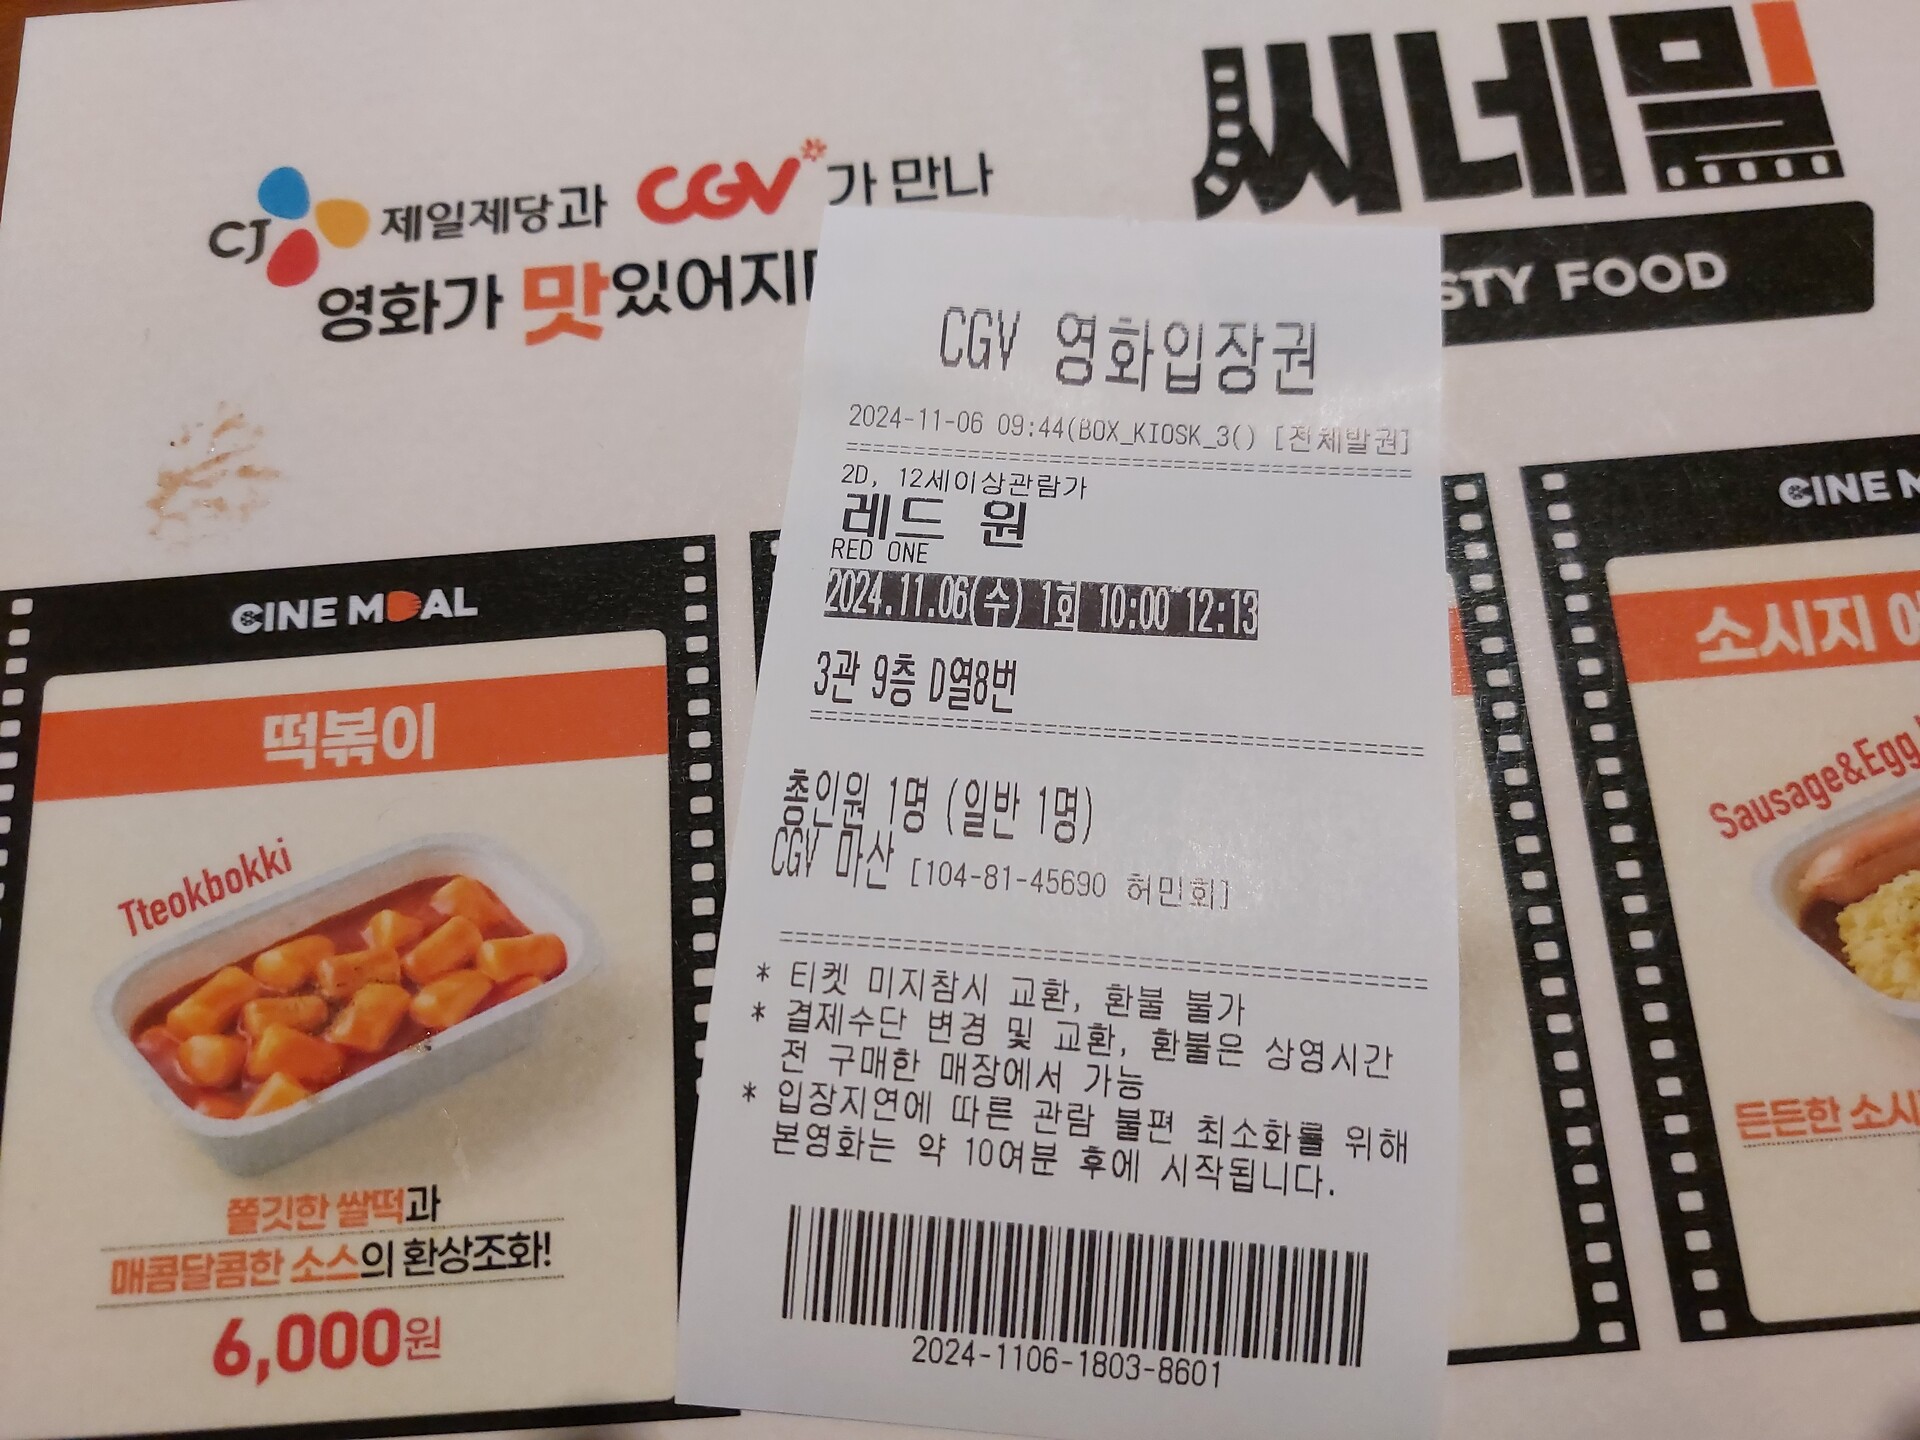 CJ 제일제당과 CGV가 만나
영화가 맛있어지
씨네밀
STY FOOD
CGV 영화입장권
2024-11-06 09:44(BOX_KIOSK_3() [전체발권]
2D, 12세이상관람가
레드 원
RED ONE
2024.11.06(수) 1회 10:00~12:13
3관 9층 D열8번
총인원 1명 (일반 1명)
CGV 마산 [104-81-45690 허민회]
* 티켓 미지참시 교환, 환불 불가
* 결제수단 변경 및 교환, 환불은 상영시간
전 구매한 매장에서 가능
* 입장지연에 따른 관람 불편 최소화를 위해
본영화는 약 10여분 후에 시작됩니다.
2024-1106-1803-8601
CINE MEAL
떡볶이
Tteokbokki
쫄깃한 쌀떡과
매콤달콤한 소스의 환상조화!
6,000원
CINE
소시지
Sausage&Egg
든든한 소시